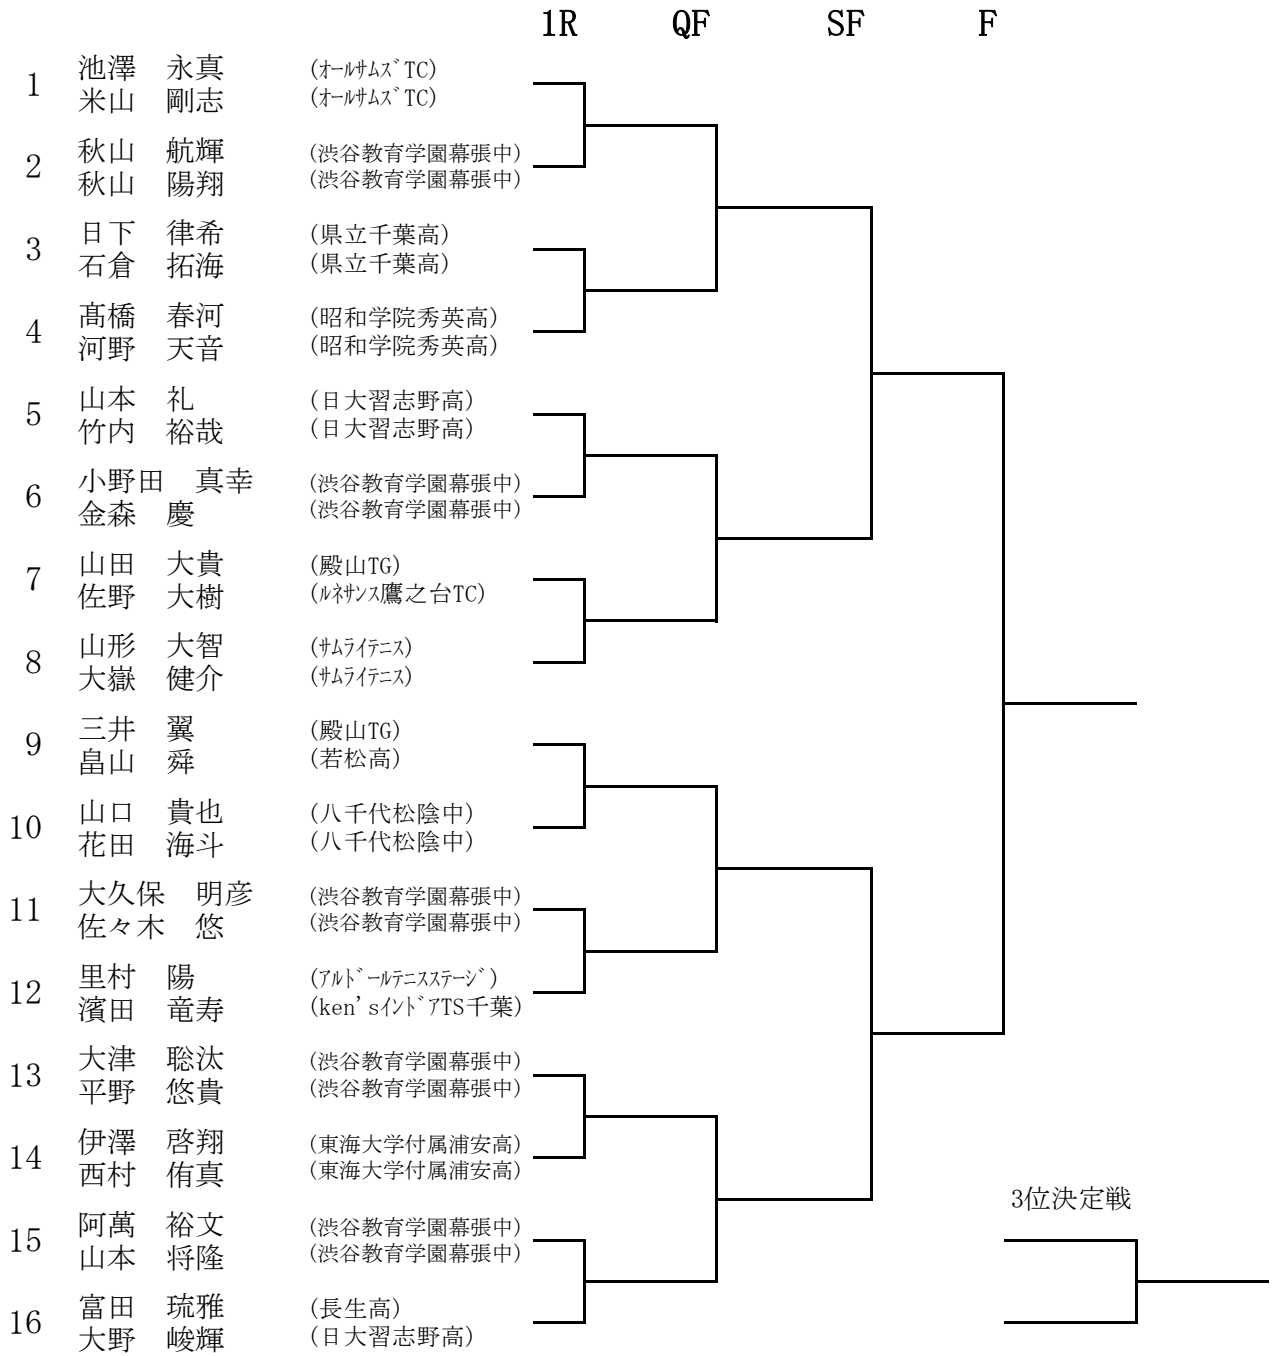 1R QF SF F
1 池澤 永真 (ｵｰﾙｻﾑｽﾞTC)
米山 剛志 (ｵｰﾙｻﾑｽﾞTC)
2 秋山 航輝 (渋谷教育学園幕張中)
秋山 陽翔 (渋谷教育学園幕張中)
3 日下 律希 (県立千葉高)
石倉 拓海 (県立千葉高)
4 髙橋 春河 (昭和学院秀英高)
河野 天音 (昭和学院秀英高)
5 山本 礼 (日大習志野高)
竹内 裕哉 (日大習志野高)
6 小野田 真幸 (渋谷教育学園幕張中)
金森 慶 (渋谷教育学園幕張中)
7 山田 大貴 (殿山TG)
佐野 大樹 (ﾙﾈｻﾝｽ鷹之台TC)
8 山形 大智 (ｻﾑﾗｲﾃﾆｽ)
大嶽 健介 (ｻﾑﾗｲﾃﾆｽ)
9 三井 翼 (殿山TG)
畠山 舜 (若松高)
10 山口 貴也 (八千代松陰中)
花田 海斗 (八千代松陰中)
11 大久保 明彦 (渋谷教育学園幕張中)
佐々木 悠 (渋谷教育学園幕張中)
12 里村 陽 (ｱﾙﾄﾞｰﾙﾃﾆｽｽﾃｰｼﾞ)
濱田 竜寿 (ken'sｲﾝﾄﾞｱTS千葉)
13 大津 聡汰 (渋谷教育学園幕張中)
平野 悠貴 (渋谷教育学園幕張中)
14 伊澤 啓翔 (東海大学付属浦安高)
西村 侑真 (東海大学付属浦安高)
15 阿萬 裕文 (渋谷教育学園幕張中)
山本 将隆 (渋谷教育学園幕張中)
16 富田 琉雅 (長生高)
大野 峻輝 (日大習志野高)
3位決定戦